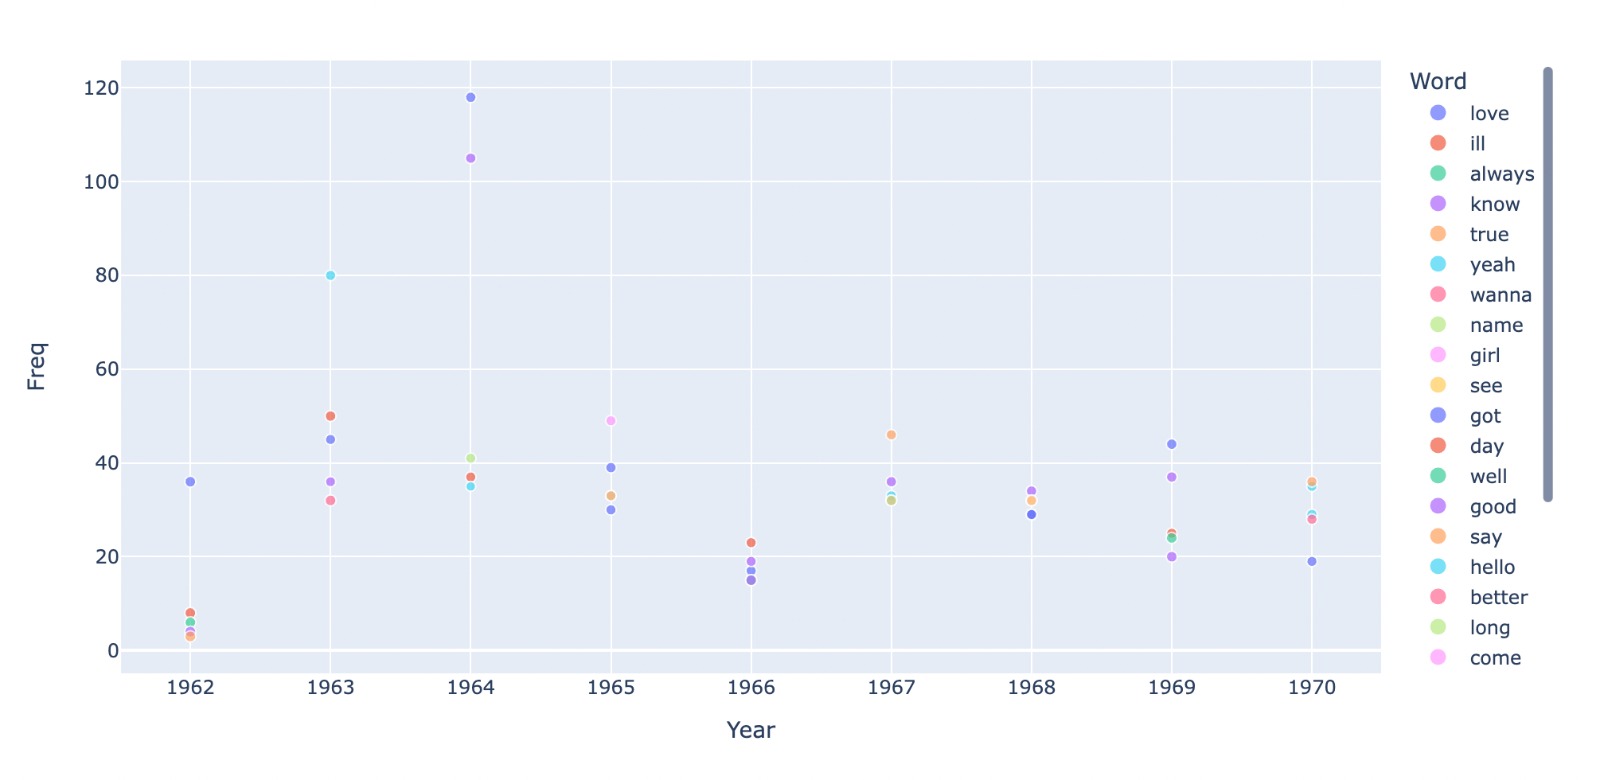 120
100
80
60
40
20
0
Freq
1962 1963 1964 1965 1966 1967 1968 1969 1970
Year
Word
love
ill
always
know
true
yeah
wanna
name
girl
see
got
day
well
good
say
hello
better
long
come